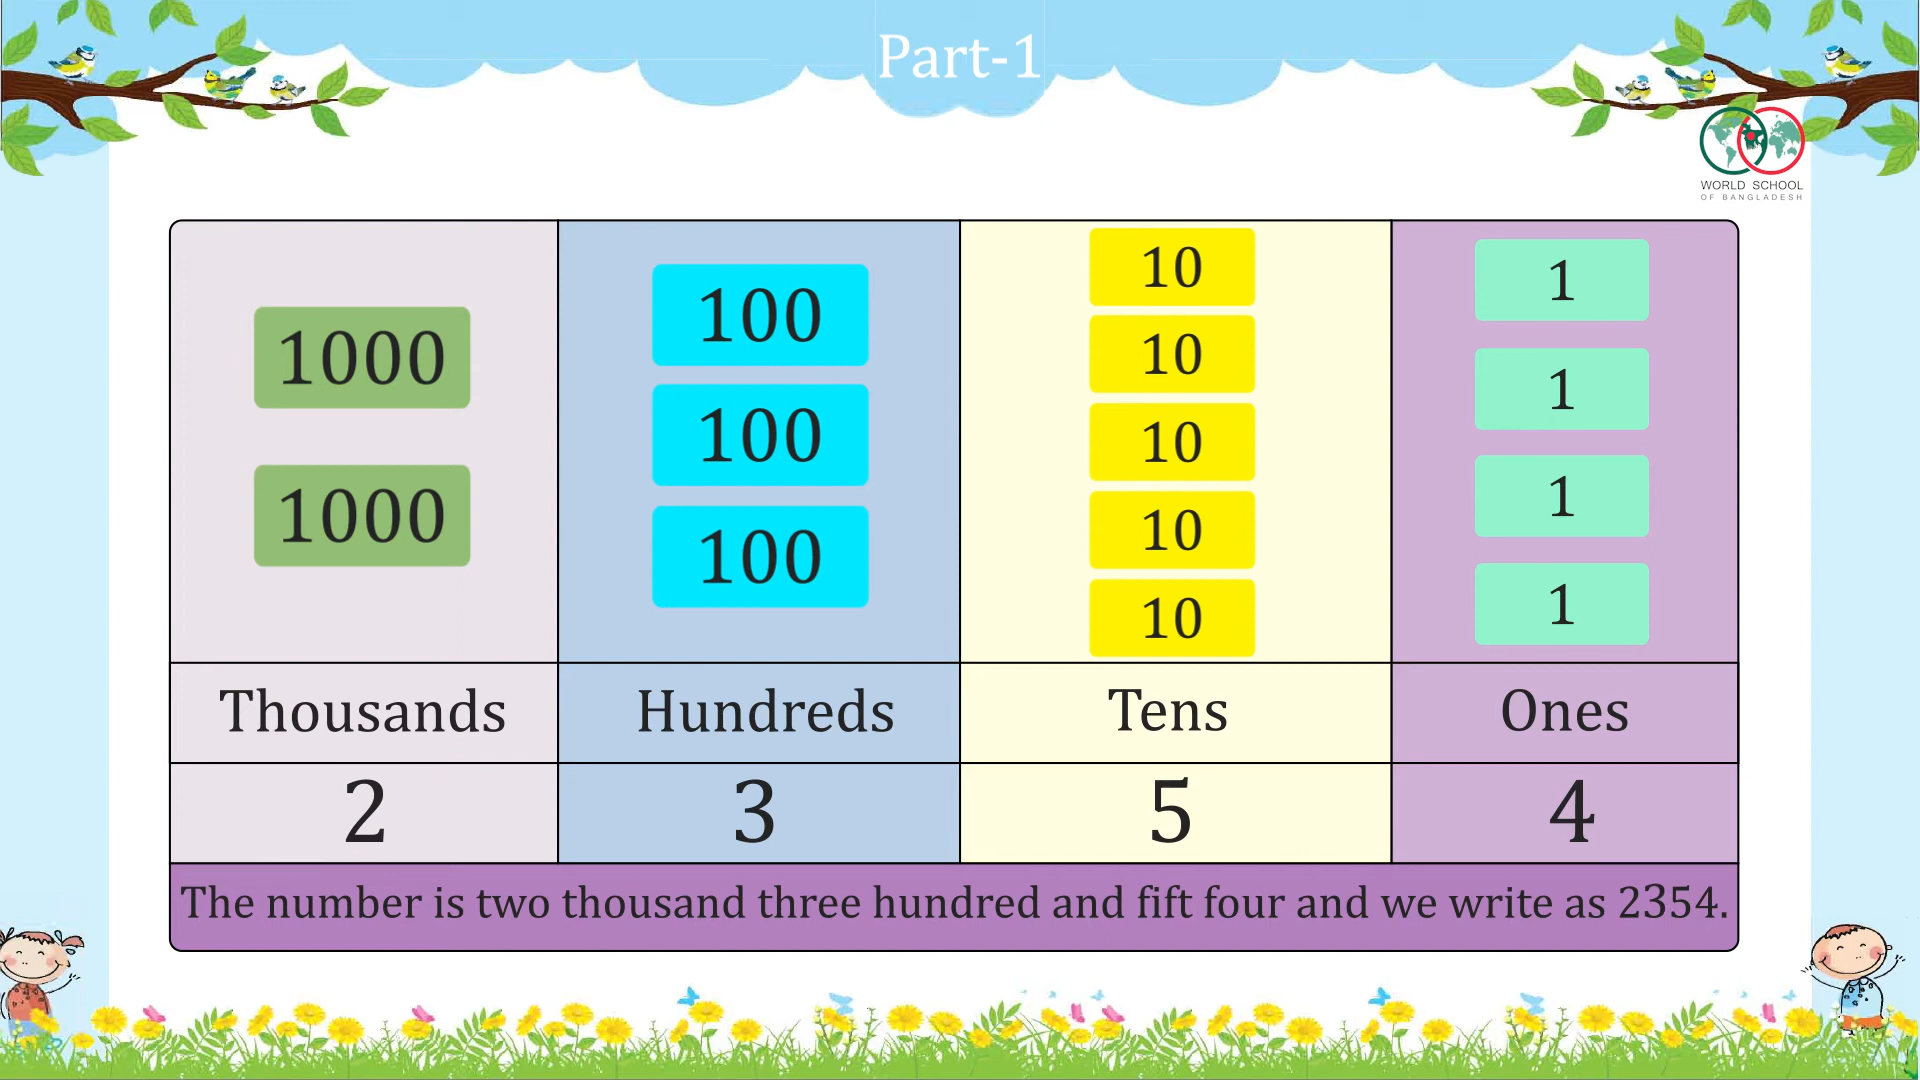 Part-1
WORLD SCHOOL
OF BANGLADESH
1000
1000
100
100
100
10
10
10
10
10
1
1
1
1
Thousands Hundreds Tens Ones
2 3 5 4
The number is two thousand three hundred and fift four and we write as 2354.